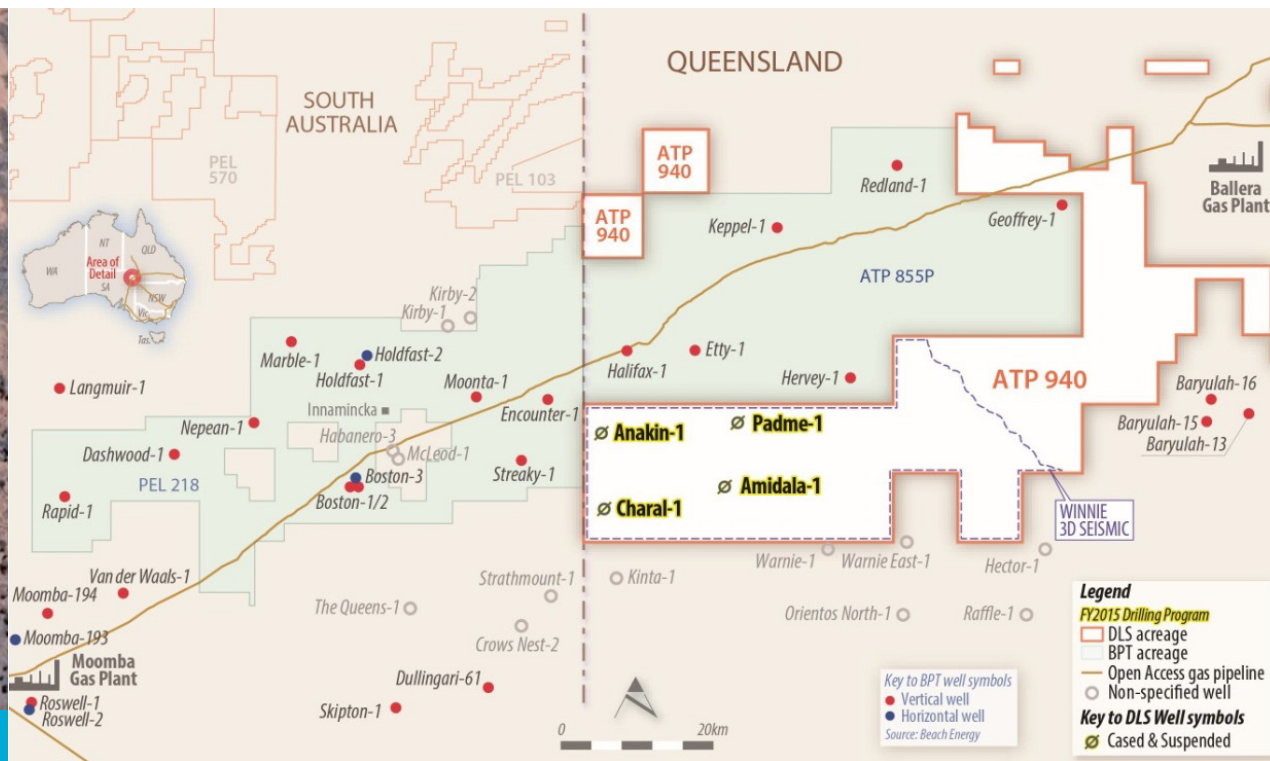 QUEENSLAND
SOUTH
AUSTRALIA
PEL
570
PEL 103
ATP
940
ATP
940
Redland-1
Ballera
Gas Plant
Geoffrey-1
Keppel-1
ATP 855P
NT
QLD
WA
Area of
Detail
SA
NSW
Vic.
Tas.
Kirby-2
Kirby-1
Marble-1
Holdfast-2
Holdfast-1
Moonta-1
Halifax-1
Etty-1
Hervey-1
ATP 940
Langmuir-1
Innamincka
Encounter-1
Baryulah-16
Baryulah-15
Baryulah-13
Nepean-1
Habanero-3
McLeod-1
Anakin-1
Padme-1
Dashwood-1
PEL 218
Boston-3
Boston-1/2
Streaky-1
Amidala-1
Charal-1
Rapid-1
WINNIE
3D SEISMIC
Warnie-1
Warnie East-1
Hector-1
Van der Waals-1
Strathmount-1
Kinta-1
Moomba-194
The Queens-1
Orientos North-1
Raffle-1
Moomba-193
Crows Nest-2
Moomba
Gas Plant
Dullingari-61
Roswell-1
Roswell-2
Skipton-1
0
20km
Key to BPT well symbols
Vertical well
Horizontal well
Source: Beach Energy
Legend
FY2015 Drilling Program
DLS acreage
BPT acreage
Open Access gas pipeline
Non-specified well
Key to DLS Well symbols
Cased & Suspended